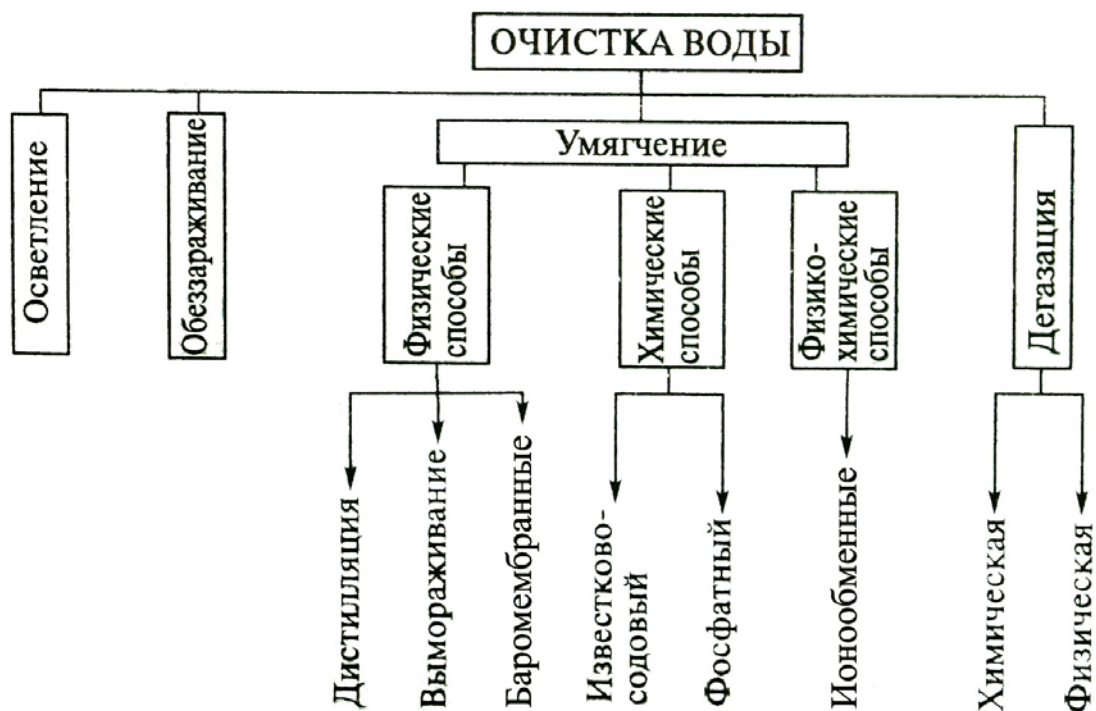 ОЧИСТКА ВОДЫ
Осветление
Обеззараживание
Умягчение
Дегазация
Физические
способы
Химические
способы
Физико-
химические
способы
Дистилляция
Вымораживание
Баромембранные
Известково-
содовый
Фосфатный
Ионообменные
Химическая
Физическая